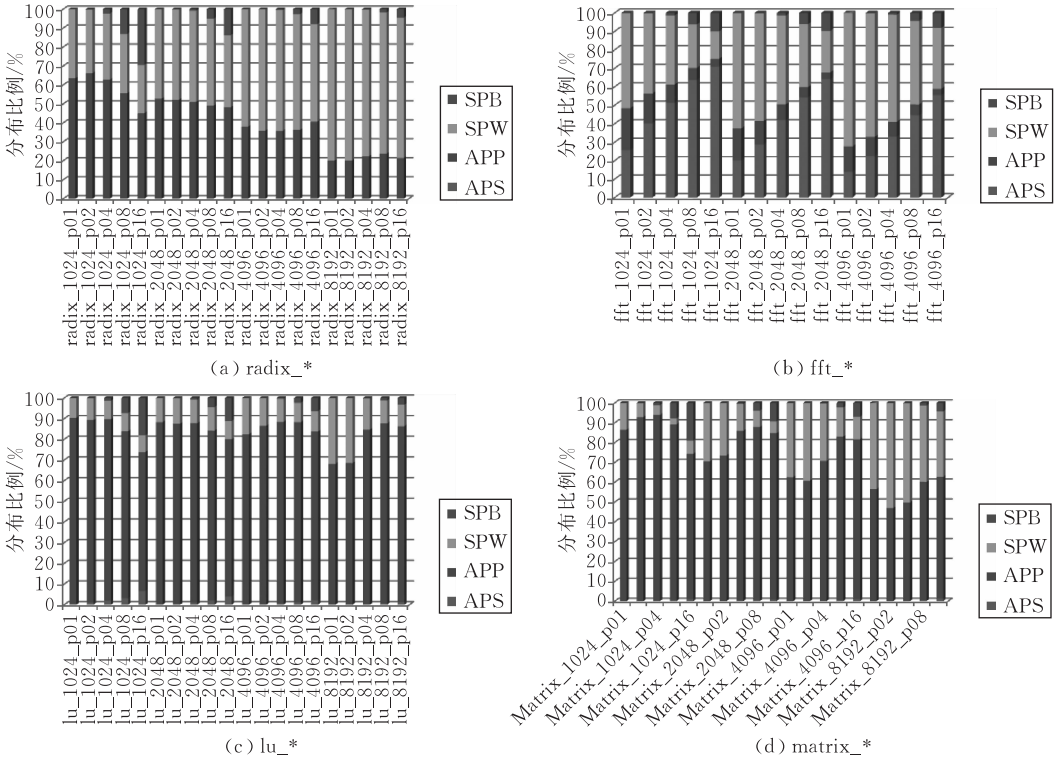 100
90
80
70
60
50
40
30
20
10
0
分布比例/%
radix_1024_p01
radix_1024_p02
radix_1024_p04
radix_1024_p08
radix_1024_p16
radix_2048_p01
radix_2048_p02
radix_2048_p04
radix_2048_p08
radix_2048_p16
radix_4096_p01
radix_4096_p02
radix_4096_p04
radix_4096_p08
radix_4096_p16
radix_8192_p01
radix_8192_p02
radix_8192_p04
radix_8192_p08
radix_8192_p16
SPB
SPW
APP
APS
(a) radix_*
100
90
80
70
60
50
40
30
20
10
0
分布比例/%
fft_1024_p01
fft_1024_p02
fft_1024_p04
fft_1024_p08
fft_1024_p16
fft_2048_p01
fft_2048_p02
fft_2048_p04
fft_2048_p08
fft_2048_p16
fft_4096_p01
fft_4096_p02
fft_4096_p04
fft_4096_p08
fft_4096_p16
SPB
SPW
APP
APS
(b) fft_*
100
90
80
70
60
50
40
30
20
10
0
分布比例/%
lu_1024_p01
lu_1024_p02
lu_1024_p04
lu_1024_p08
lu_1024_p16
lu_2048_p01
lu_2048_p02
lu_2048_p04
lu_2048_p08
lu_2048_p16
lu_4096_p01
lu_4096_p02
lu_4096_p04
lu_4096_p08
lu_4096_p16
lu_8192_p01
lu_8192_p02
lu_8192_p04
lu_8192_p08
lu_8192_p16
SPB
SPW
APP
APS
(c) lu_*
100
90
80
70
60
50
40
30
20
10
0
分布比例/%
Matrix_1024_p01
Matrix_1024_p04
Matrix_1024_p16
Matrix_2048_p02
Matrix_2048_p08
Matrix_4096_p01
Matrix_4096_p04
Matrix_4096_p16
Matrix_8192_p02
Matrix_8192_p08
SPB
SPW
APP
APS
(d) matrix_*